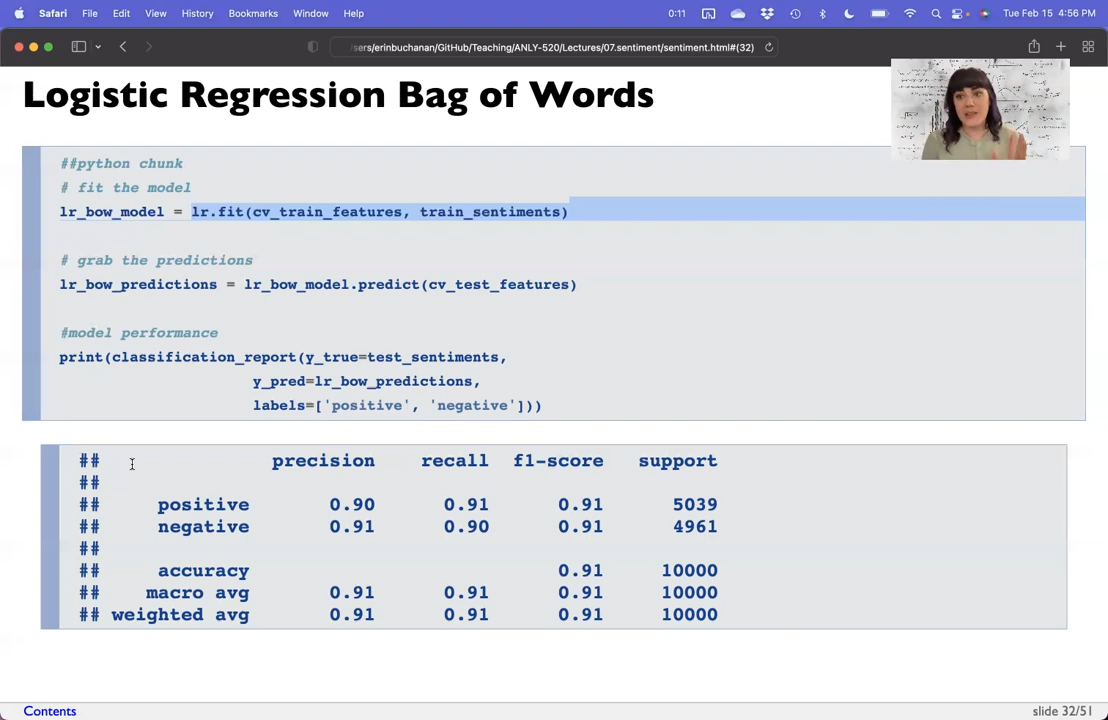 Safari File Edit View History Bookmarks Window Help 0:11 Tue Feb 15 4:56 PM
sers/erinbuchanan/GitHub/Teaching/ANLY-520/Lectures/07.sentiment/sentiment.html#(32)
Logistic Regression Bag of Words
##python chunk
# fit the model
lr_bow_model = lr.fit(cv_train_features, train_sentiments)
# grab the predictions
lr_bow_predictions = lr_bow_model.predict(cv_test_features)
#model performance
print(classification_report(y_true=test_sentiments,
y_pred=lr_bow_predictions,
labels=['positive', 'negative']))
## precision recall f1-score support
##
## positive 0.90 0.91 0.91 5039
## negative 0.91 0.90 0.91 4961
##
## accuracy 0.91 10000
## macro avg 0.91 0.91 0.91 10000
## weighted avg 0.91 0.91 0.91 10000
Contents slide 32/51